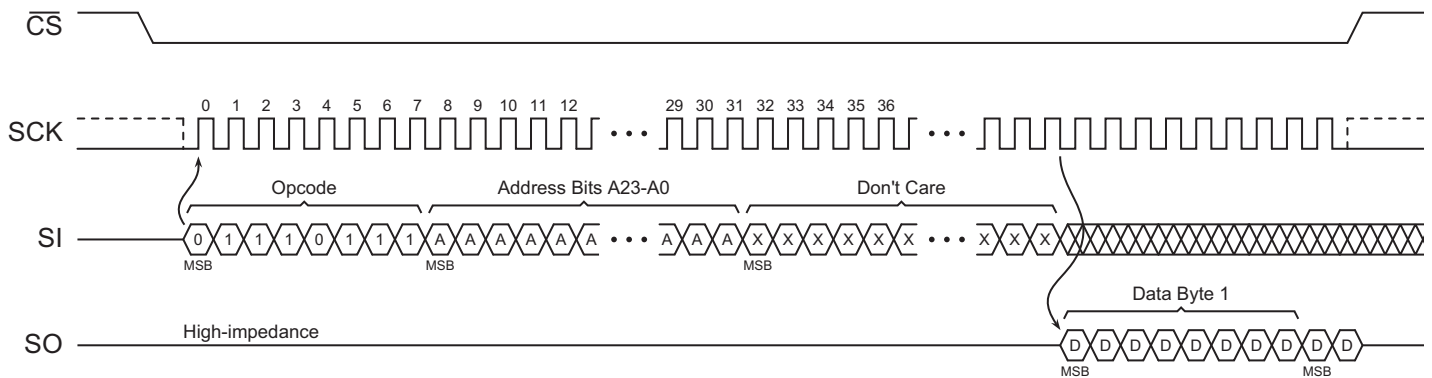 CS
0 1 2 3 4 5 6 7 8 9 10 11 12 29 30 31 32 33 34 35 36
SCK
Opcode Address Bits A23-A0 Don't Care
SI 0 1 1 1 0 1 1 1 A A A A A A A A A X X X X X X X X X
MSB MSB MSB
Data Byte 1
High-impedance
SO D D D D D D D D D D
MSB MSB